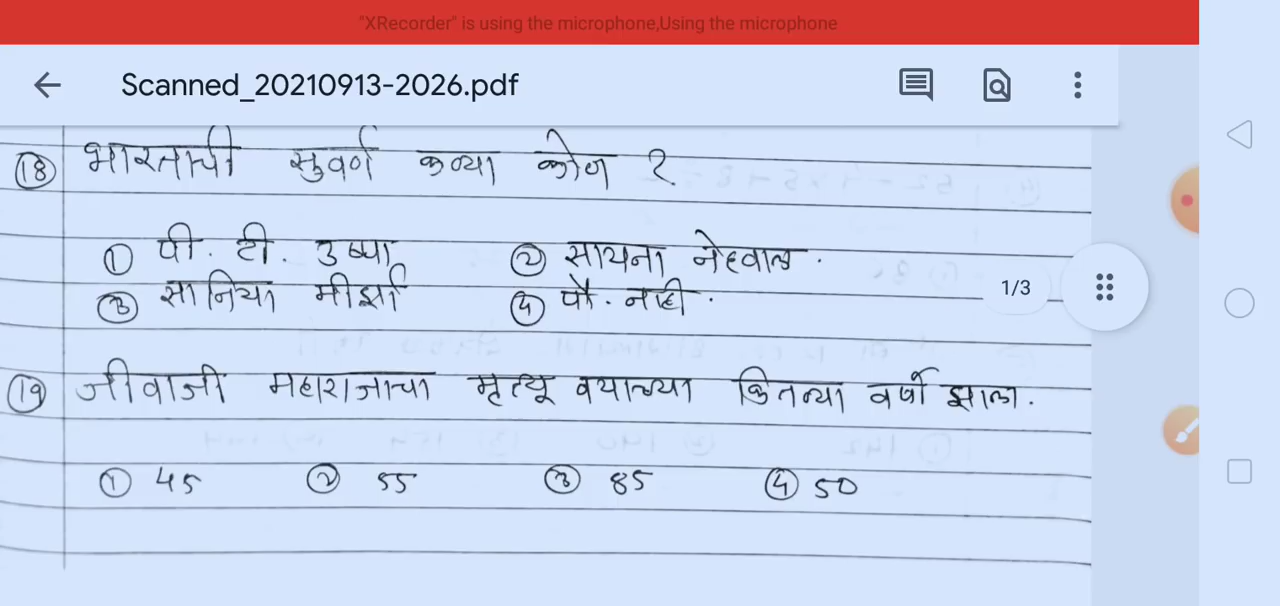 "XRecorder" is using the microphone,Using the microphone
Scanned_20210913-2026.pdf
(18) भारताची सुवर्ण कन्या कोण ?
① पी. टी. उष्षा ② सायना नेहवाल.
③ सानिया मीर्झा ④ पौ. नाही.
1/3
(19) जीवाजी महाराजाचा मृत्यू वयाच्या कितव्या वर्षी झाला.
① 45 ② 55 ③ 85 ④ 50